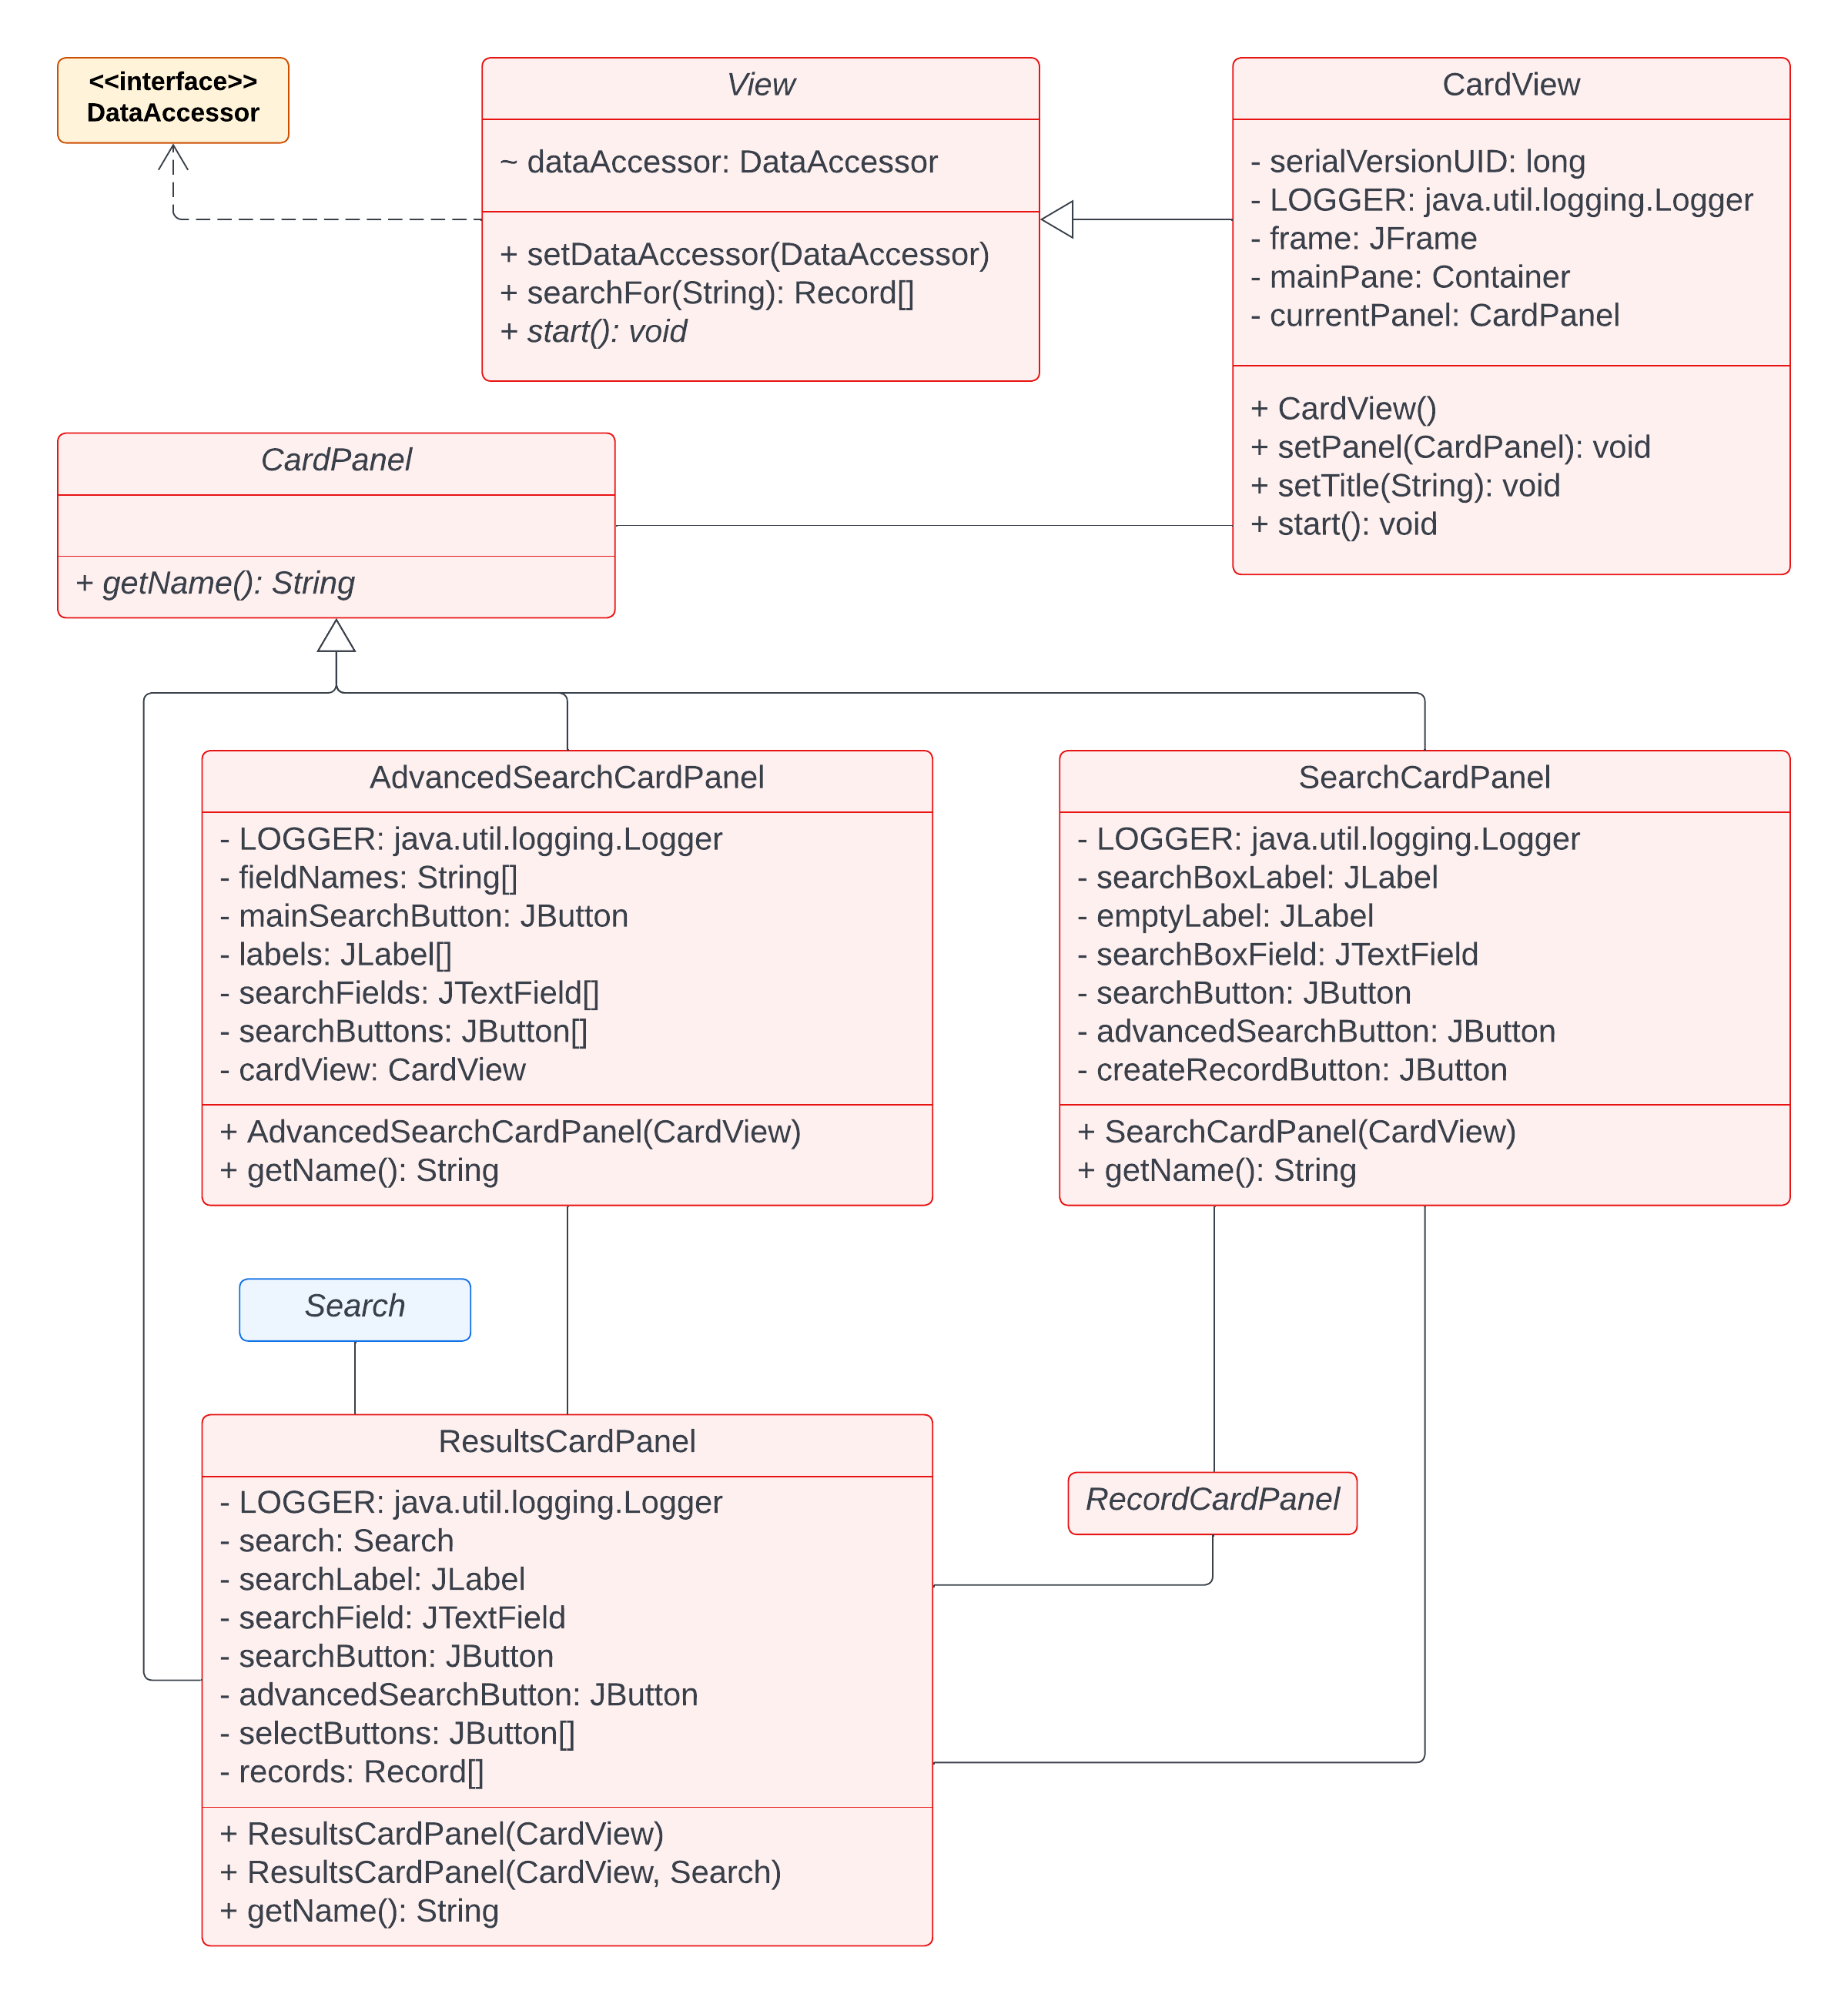 <<interface>>
DataAccessor
View
~ dataAccessor: DataAccessor
+ setDataAccessor(DataAccessor)
+ searchFor(String): Record[]
+ start(): void
CardView
- serialVersionUID: long
- LOGGER: java.util.logging.Logger
- frame: JFrame
- mainPane: Container
- currentPanel: CardPanel
+ CardView()
+ setPanel(CardPanel): void
+ setTitle(String): void
+ start(): void
CardPanel
+ getName(): String
AdvancedSearchCardPanel
- LOGGER: java.util.logging.Logger
- fieldNames: String[]
- mainSearchButton: JButton
- labels: JLabel[]
- searchFields: JTextField[]
- searchButtons: JButton[]
- cardView: CardView
+ AdvancedSearchCardPanel(CardView)
+ getName(): String
SearchCardPanel
- LOGGER: java.util.logging.Logger
- searchBoxLabel: JLabel
- emptyLabel: JLabel
- searchBoxField: JTextField
- searchButton: JButton
- advancedSearchButton: JButton
- createRecordButton: JButton
+ SearchCardPanel(CardView)
+ getName(): String
Search
ResultsCardPanel
- LOGGER: java.util.logging.Logger
- search: Search
- searchLabel: JLabel
- searchField: JTextField
- searchButton: JButton
- advancedSearchButton: JButton
- selectButtons: JButton[]
- records: Record[]
+ ResultsCardPanel(CardView)
+ ResultsCardPanel(CardView, Search)
+ getName(): String
RecordCardPanel